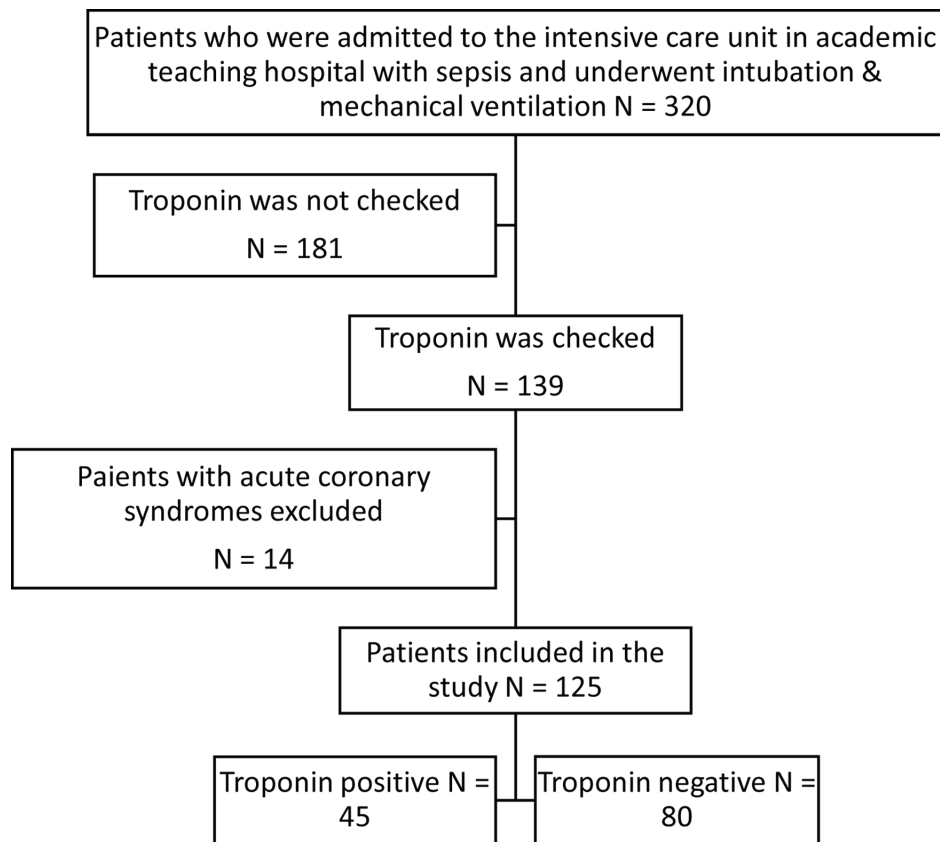 Patients who were admitted to the intensive care unit in academic
teaching hospital with sepsis and underwent intubation &
mechanical ventilation N = 320
Troponin was not checked
N = 181
Troponin was checked
N = 139
Paients with acute coronary
syndromes excluded
N = 14
Patients included in the
study N = 125
Troponin positive N =
45
Troponin negative N =
80